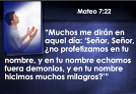 Mateo 7:22
"Muchos me dirán en
aquel día: 'Señor, Señor,
¿no profetizamos en tu
nombre, y en tu nombre echamos
fuera demonios, y en tu nombre
hicimos muchos milagros?'"